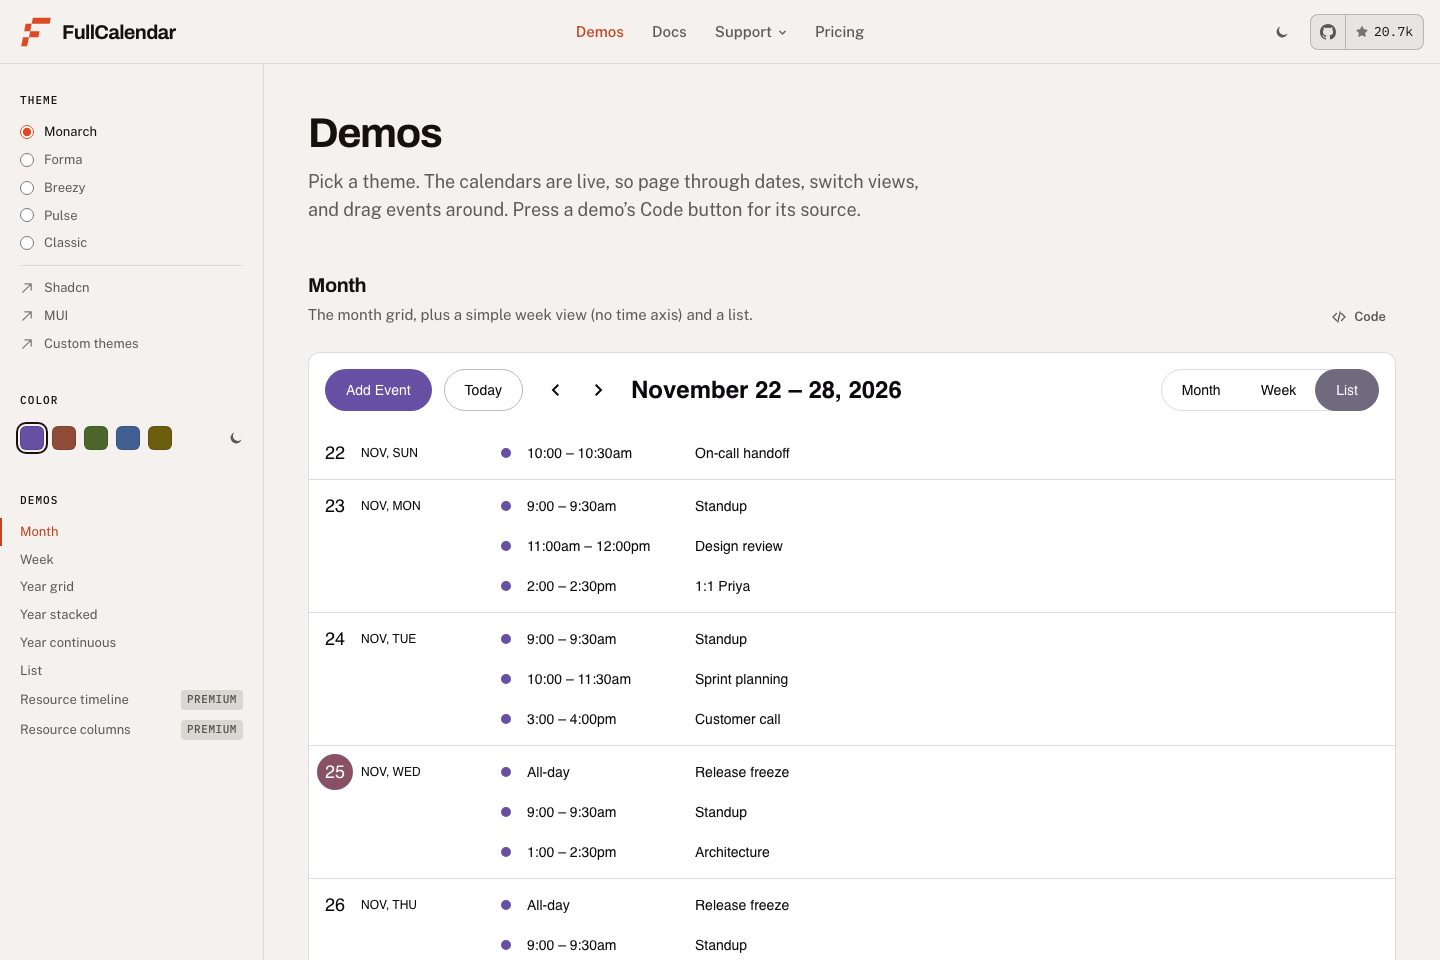 FullCalendar
Demos
Docs
Support
Pricing
20.7k
THEME
Monarch
Forma
Breezy
Pulse
Classic
Shadcn
MUI
Custom themes
COLOR
DEMOS
Month
Week
Year grid
Year stacked
Year continuous
List
Resource timeline PREMIUM
Resource columns PREMIUM
Demos
Pick a theme. The calendars are live, so page through dates, switch views,
and drag events around. Press a demo’s Code button for its source.
Month
The month grid, plus a simple week view (no time axis) and a list.
Code
Add Event
Today
November 22 – 28, 2026
Month
Week
List
22 NOV, SUN
10:00 – 10:30am On-call handoff
23 NOV, MON
9:00 – 9:30am Standup
11:00am – 12:00pm Design review
2:00 – 2:30pm 1:1 Priya
24 NOV, TUE
9:00 – 9:30am Standup
10:00 – 11:30am Sprint planning
3:00 – 4:00pm Customer call
25 NOV, WED
All-day Release freeze
9:00 – 9:30am Standup
1:00 – 2:30pm Architecture
26 NOV, THU
All-day Release freeze
9:00 – 9:30am Standup